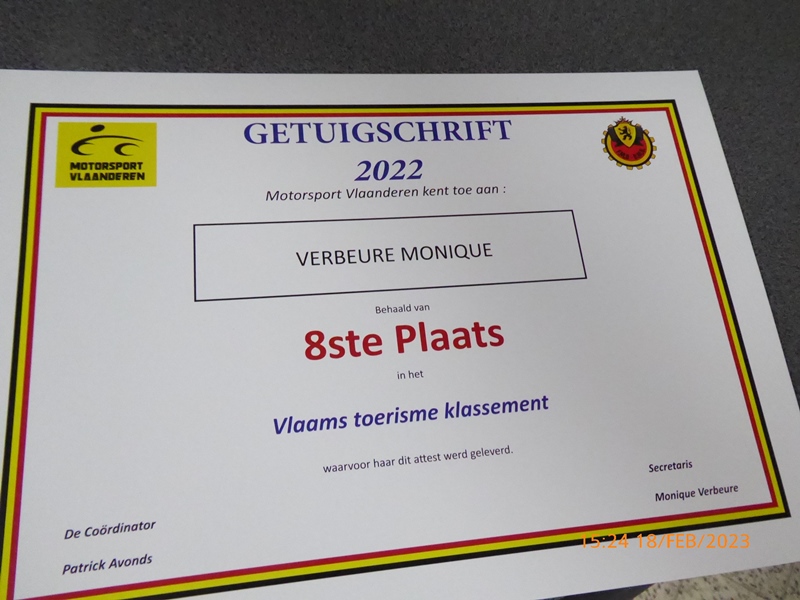 MOTORSPORT
VLAANDEREN
GETUIGSCHRIFT
2022
Motorsport Vlaanderen kent toe aan :
VERBEURE MONIQUE
Behaald van
8ste Plaats
in het
Vlaams toerisme klassement
waarvoor haar dit attest werd geleverd.
Secretaris
Monique Verbeure
De Coördinator
Patrick Avonds
15:24 18/FEB/2023